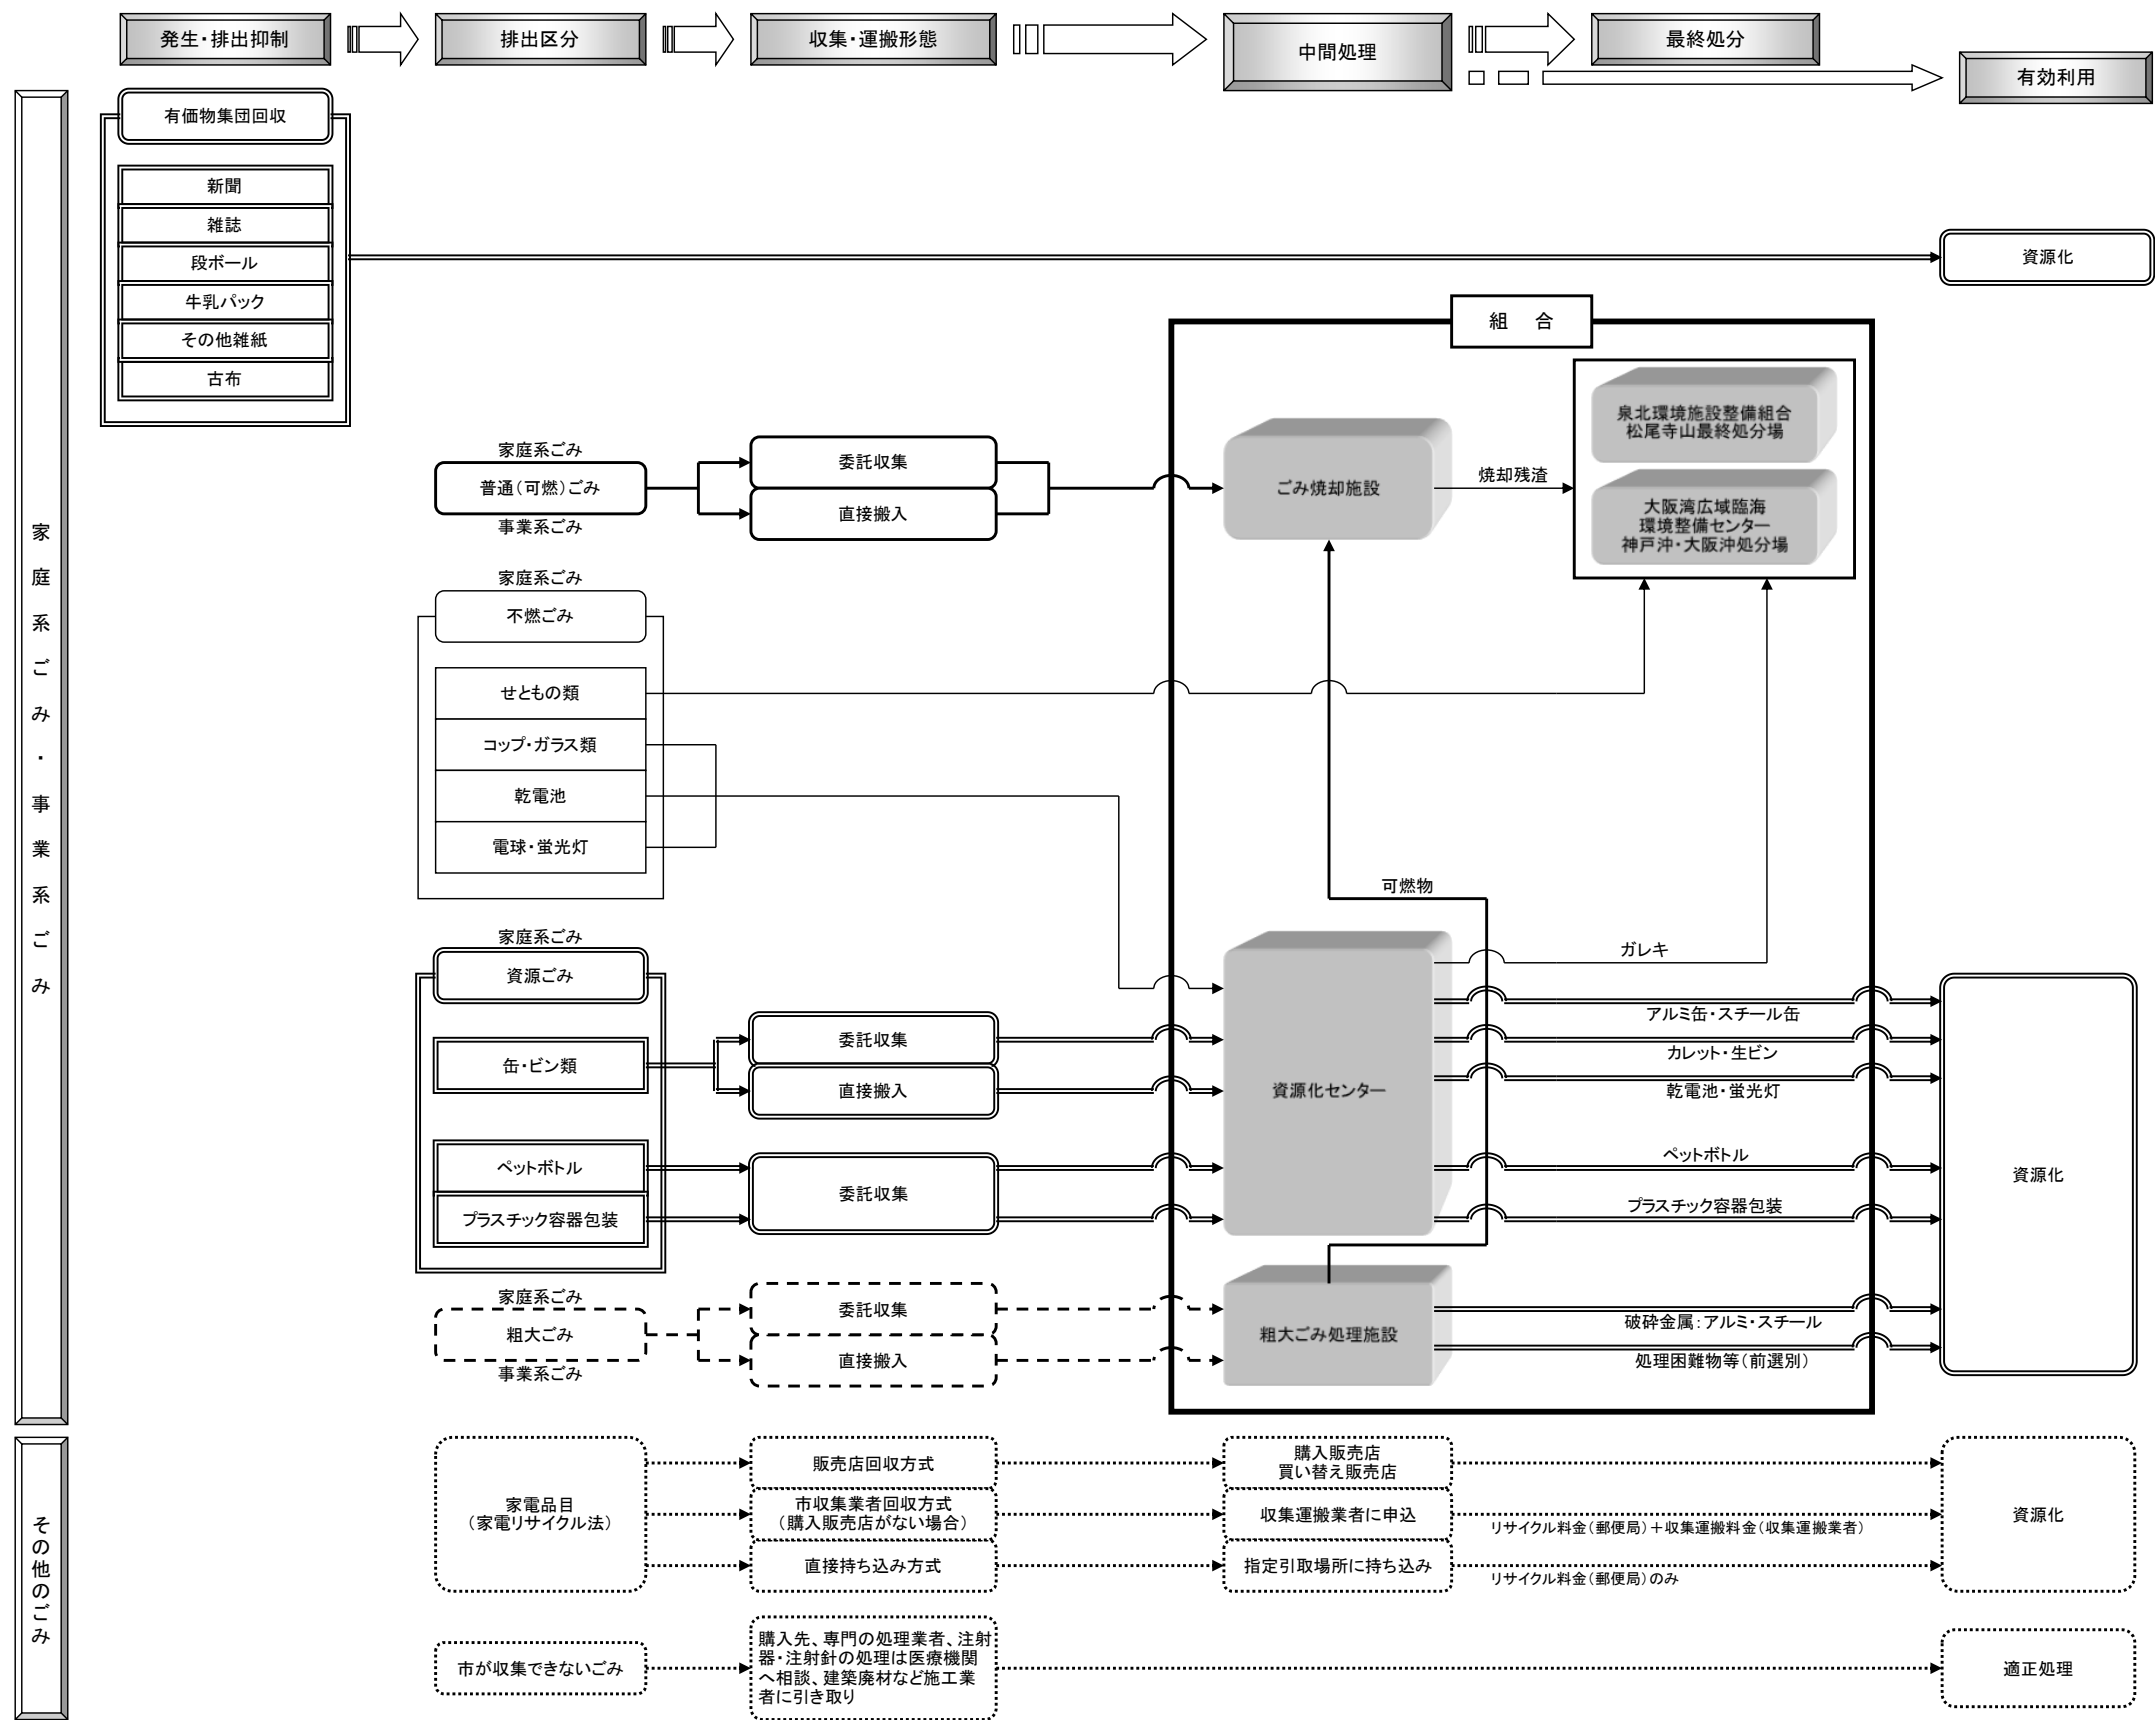 発生・排出抑制
排出区分
収集・運搬形態
中間処理
最終処分
有効利用
家庭系ごみ・事業系ごみ
有価物集団回収
新聞
雑誌
段ボール
牛乳パック
その他雑紙
古布
資源化
組　合
家庭系ごみ
普通（可燃）ごみ
事業系ごみ
委託収集
直接搬入
ごみ焼却施設
焼却残渣
泉北環境施設整備組合
松尾寺山最終処分場
大阪湾広域臨海
環境整備センター
神戸沖・大阪沖処分場
家庭系ごみ
不燃ごみ
せともの類
コップ・ガラス類
乾電池
電球・蛍光灯
可燃物
家庭系ごみ
資源ごみ
缶・ビン類
委託収集
直接搬入
ペットボトル
プラスチック容器包装
委託収集
資源化センター
ガレキ
アルミ缶・スチール缶
カレット・生ビン
乾電池・蛍光灯
ペットボトル
プラスチック容器包装
資源化
家庭系ごみ
粗大ごみ
事業系ごみ
委託収集
直接搬入
粗大ごみ処理施設
破砕金属：アルミ・スチール
処理困難物等（前選別）
その他のごみ
家電品目
（家電リサイクル法）
販売店回収方式
市収集業者回収方式
（購入販売店がない場合）
直接持ち込み方式
購入販売店
買い替え販売店
収集運搬業者に申込
指定引取場所に持ち込み
リサイクル料金（郵便局）＋収集運搬料金（収集運搬業者）
リサイクル料金（郵便局）のみ
資源化
市が収集できないごみ
購入先、専門の処理業者、注射
器・注射針の処理は医療機関
へ相談、建築廃材など施工業
者に引き取り
適正処理